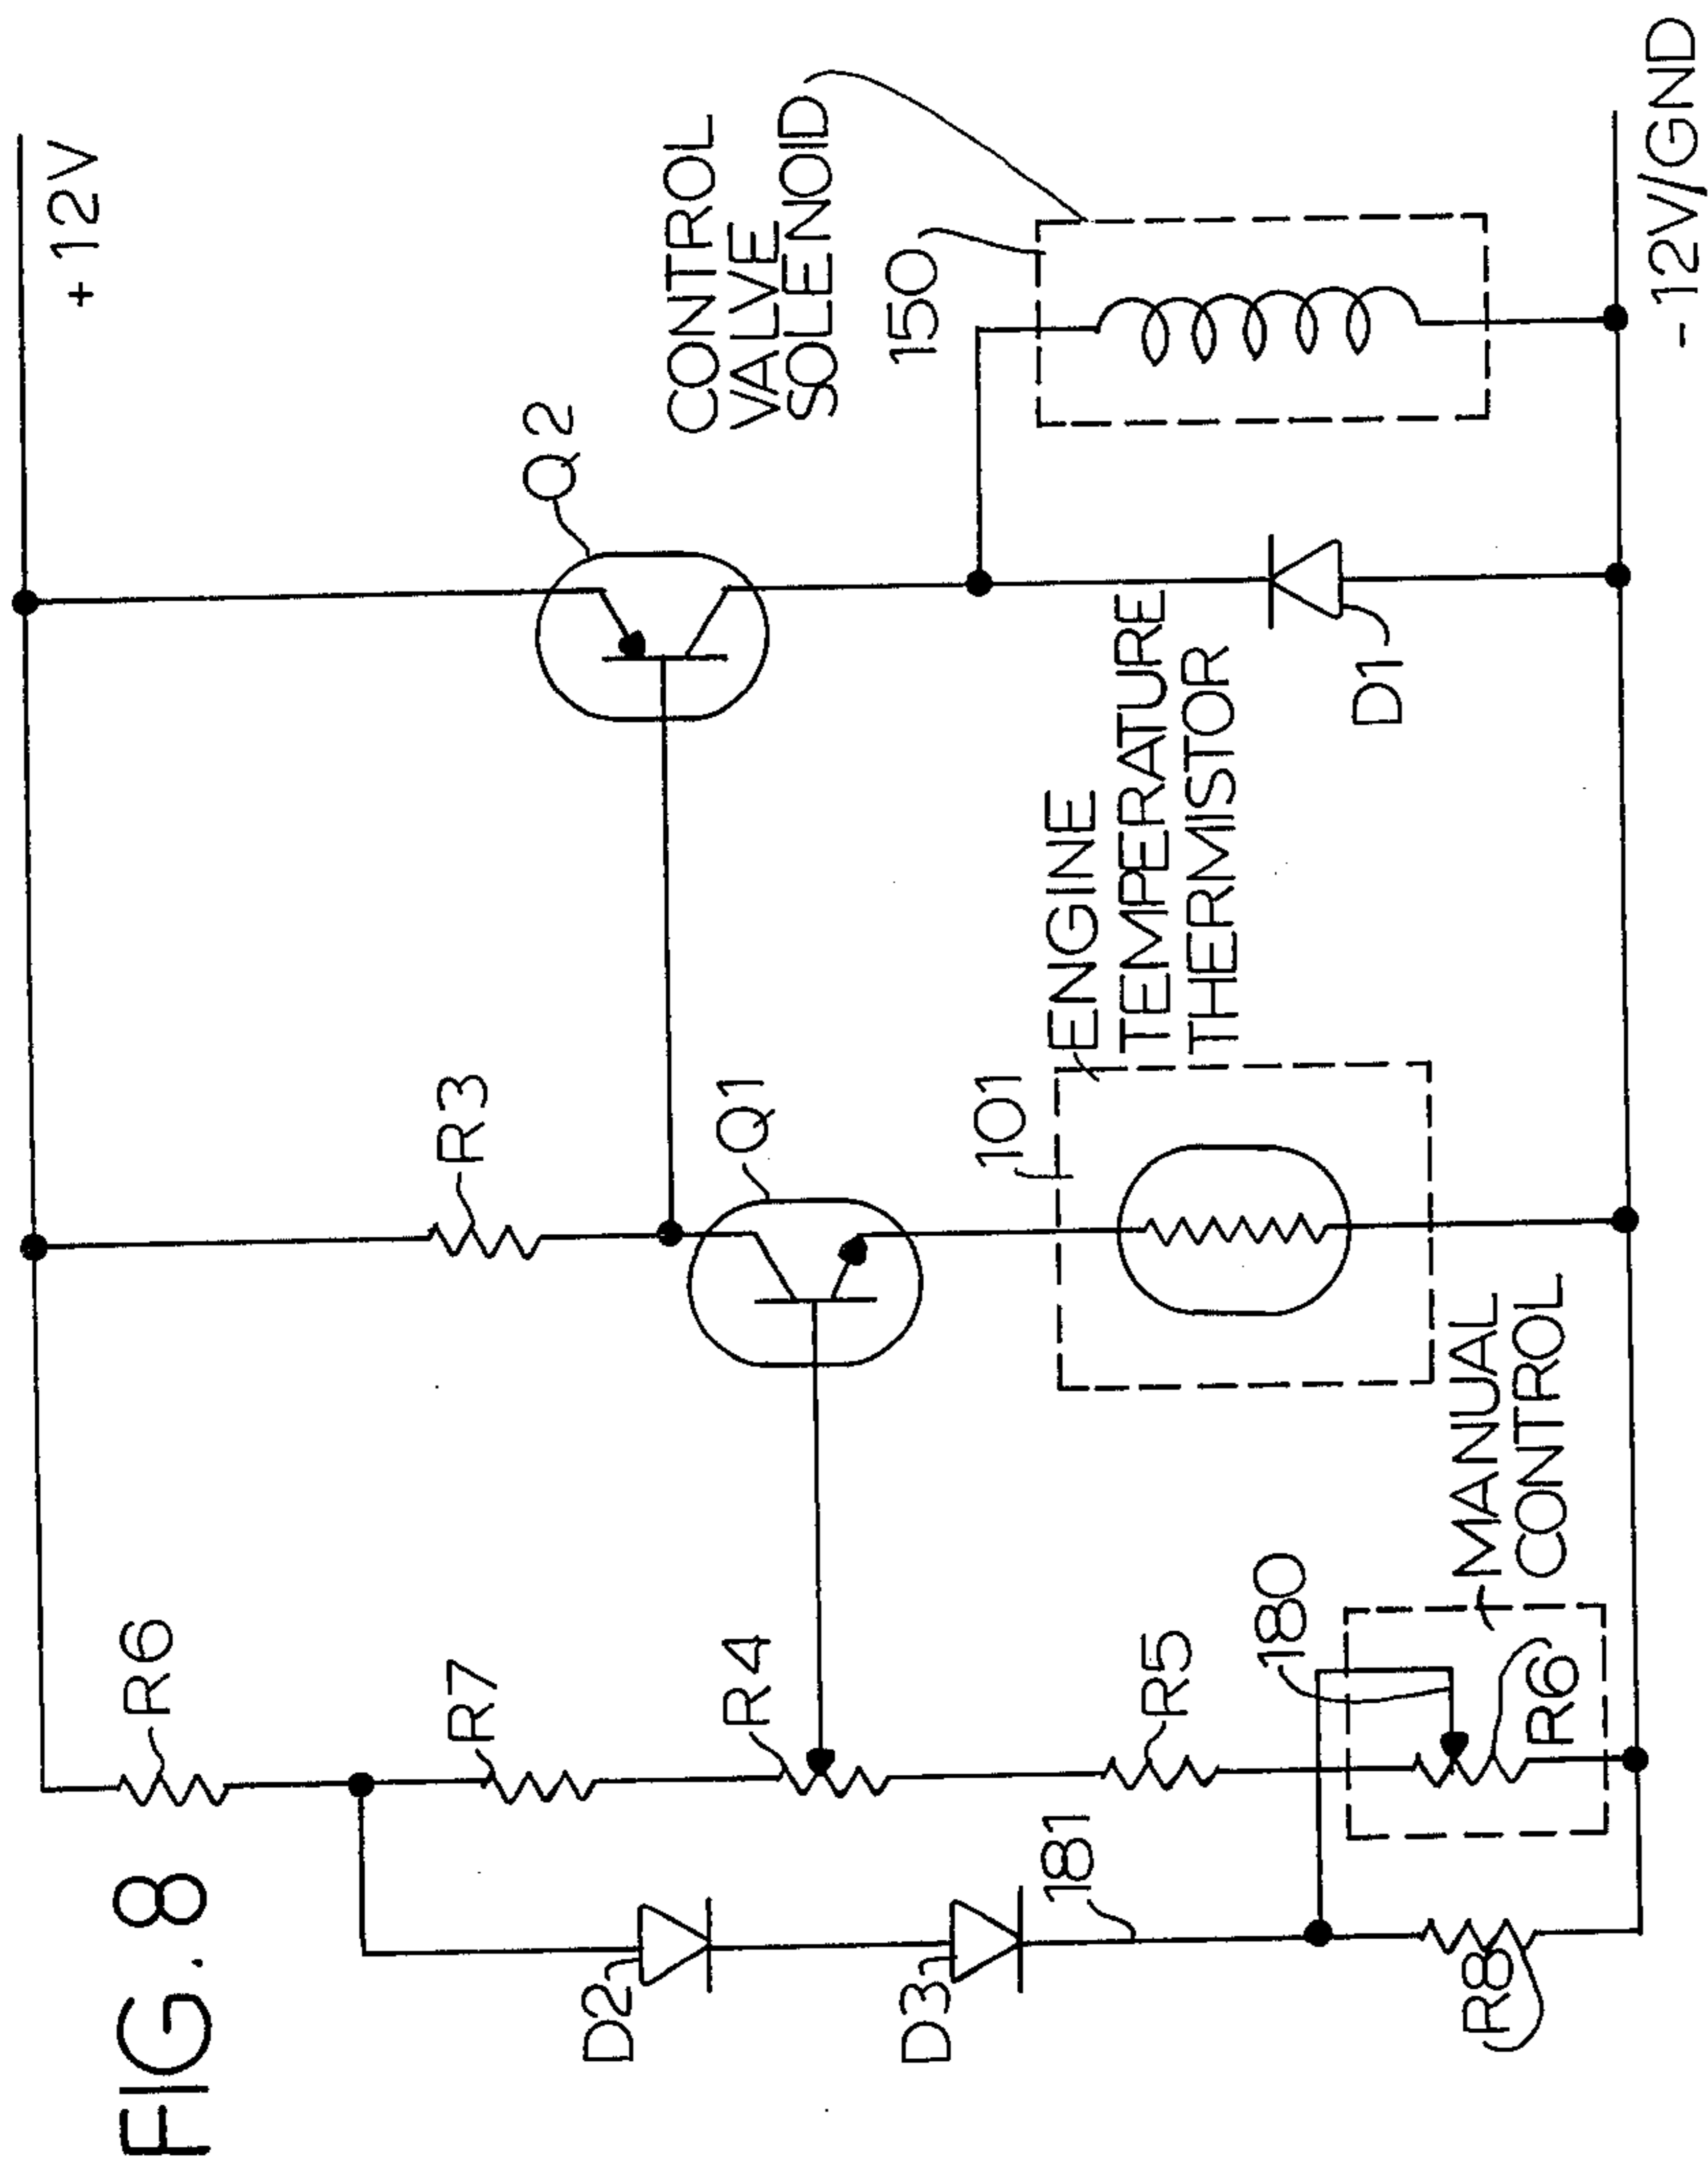 FIG. 8
+12V
R6
R3
Q2
R7
R4
Q1
CONTROL
VALVE
SOLENOID
150
D2
D3
181
R5
101
ENGINE
TEMPERATURE
THERMISTOR
D1
180
R8
R6
MANUAL
CONTROL
-12V/GND